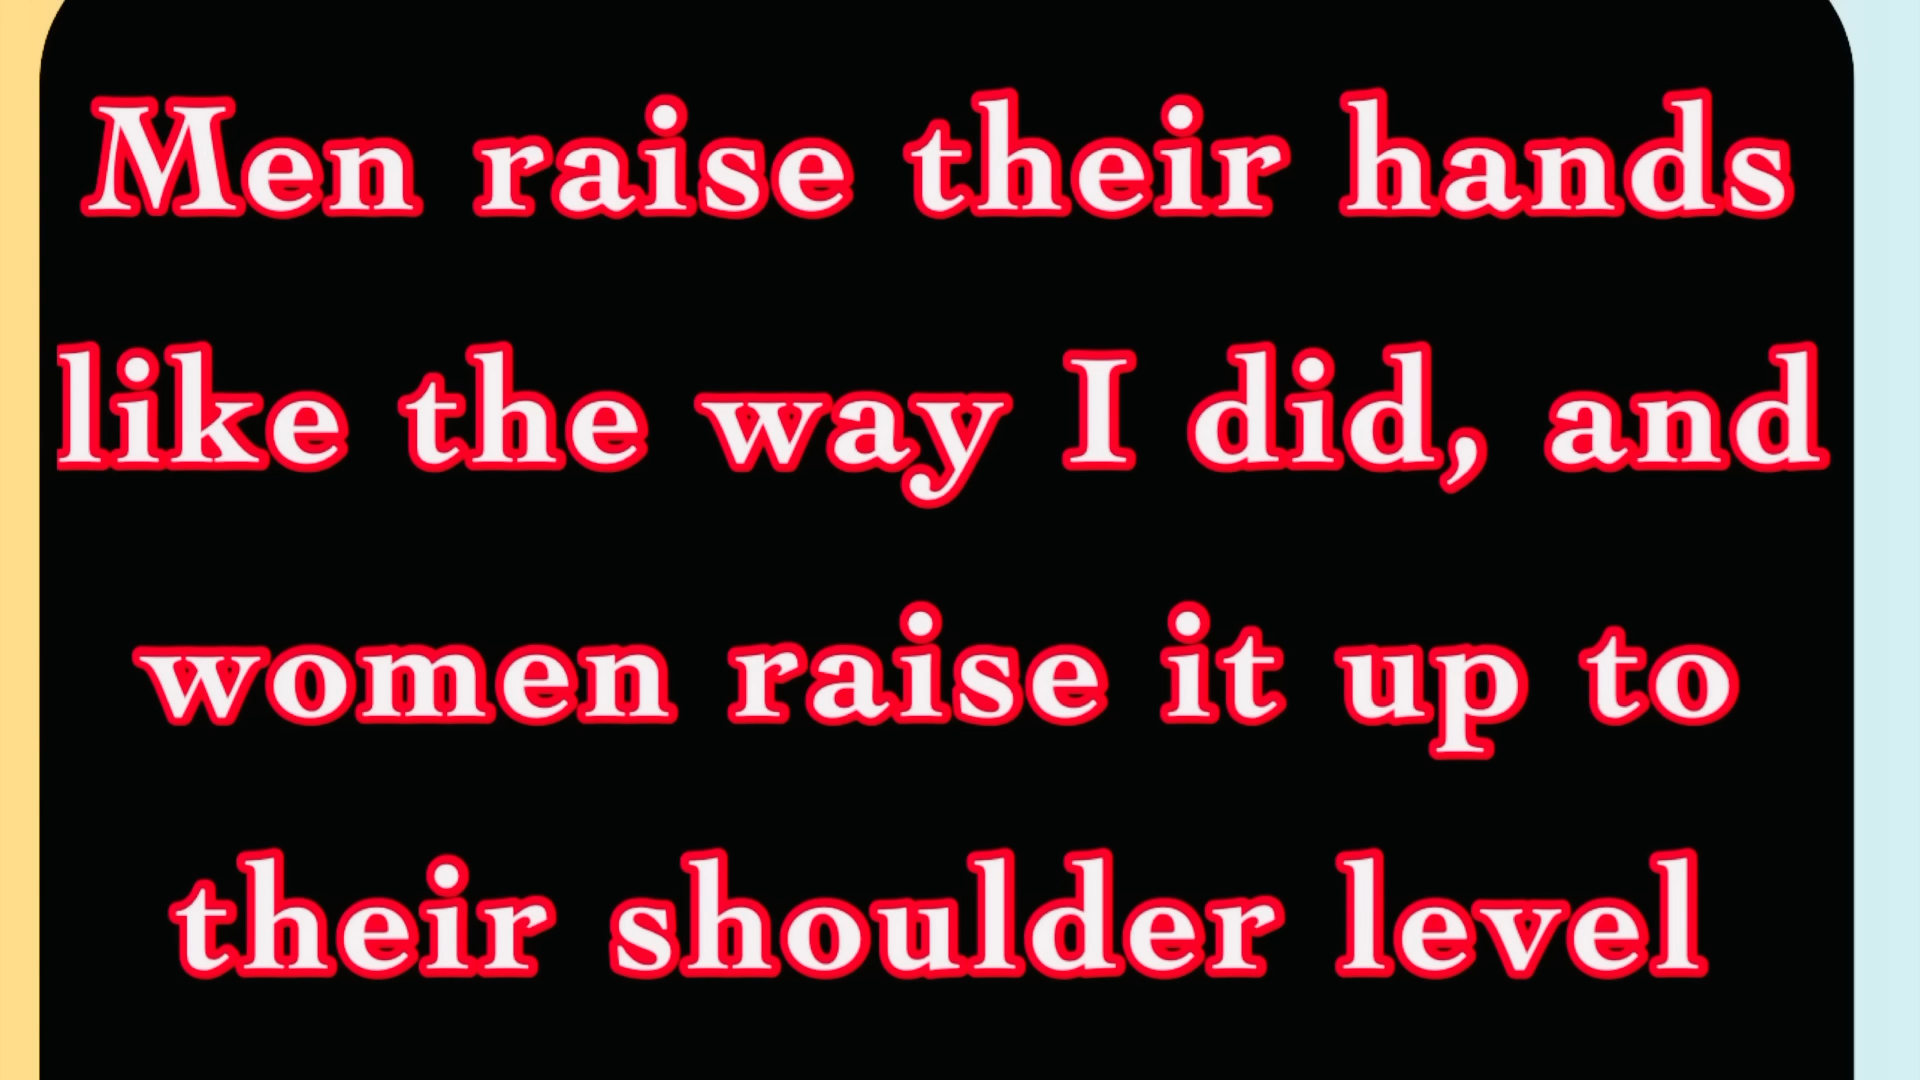 Men raise their hands
like the way I did, and
women raise it up to
their shoulder level